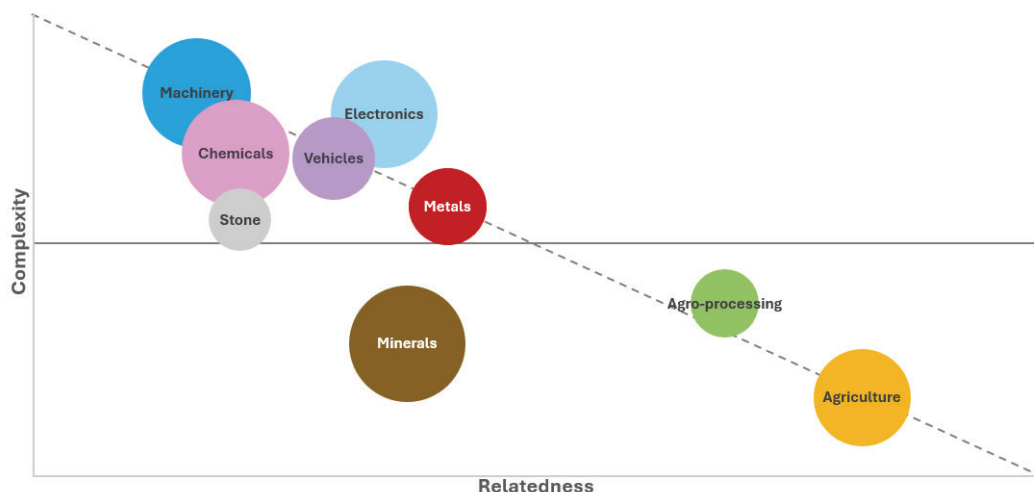 Machinery
Electronics
Chemicals
Vehicles
Stone
Metals
Complexity
Agro-processing
Minerals
Agriculture
Relatedness